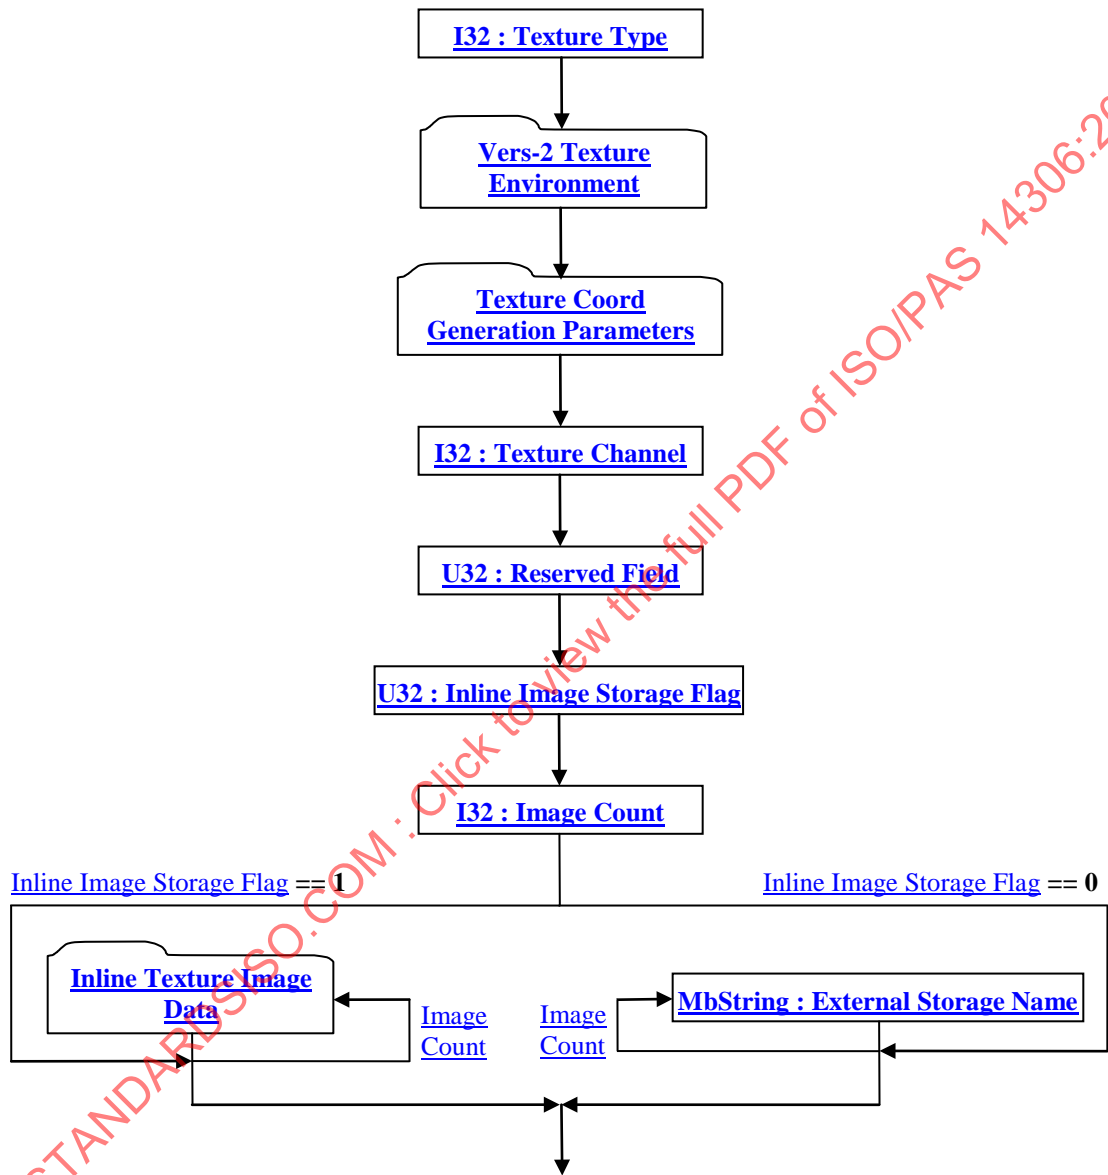 I32 : Texture Type
Vers-2 Texture
Environment
Texture Coord
Generation Parameters
I32 : Texture Channel
U32 : Reserved Field
U32 : Inline Image Storage Flag
I32 : Image Count
Inline Image Storage Flag == 1
Inline Image Storage Flag == 0
Inline Texture Image
Data
Image
Count
Image
Count
MbString : External Storage Name
STANDARDSISO.COM : Click to view the full PDF of ISO/PAS 14306:20